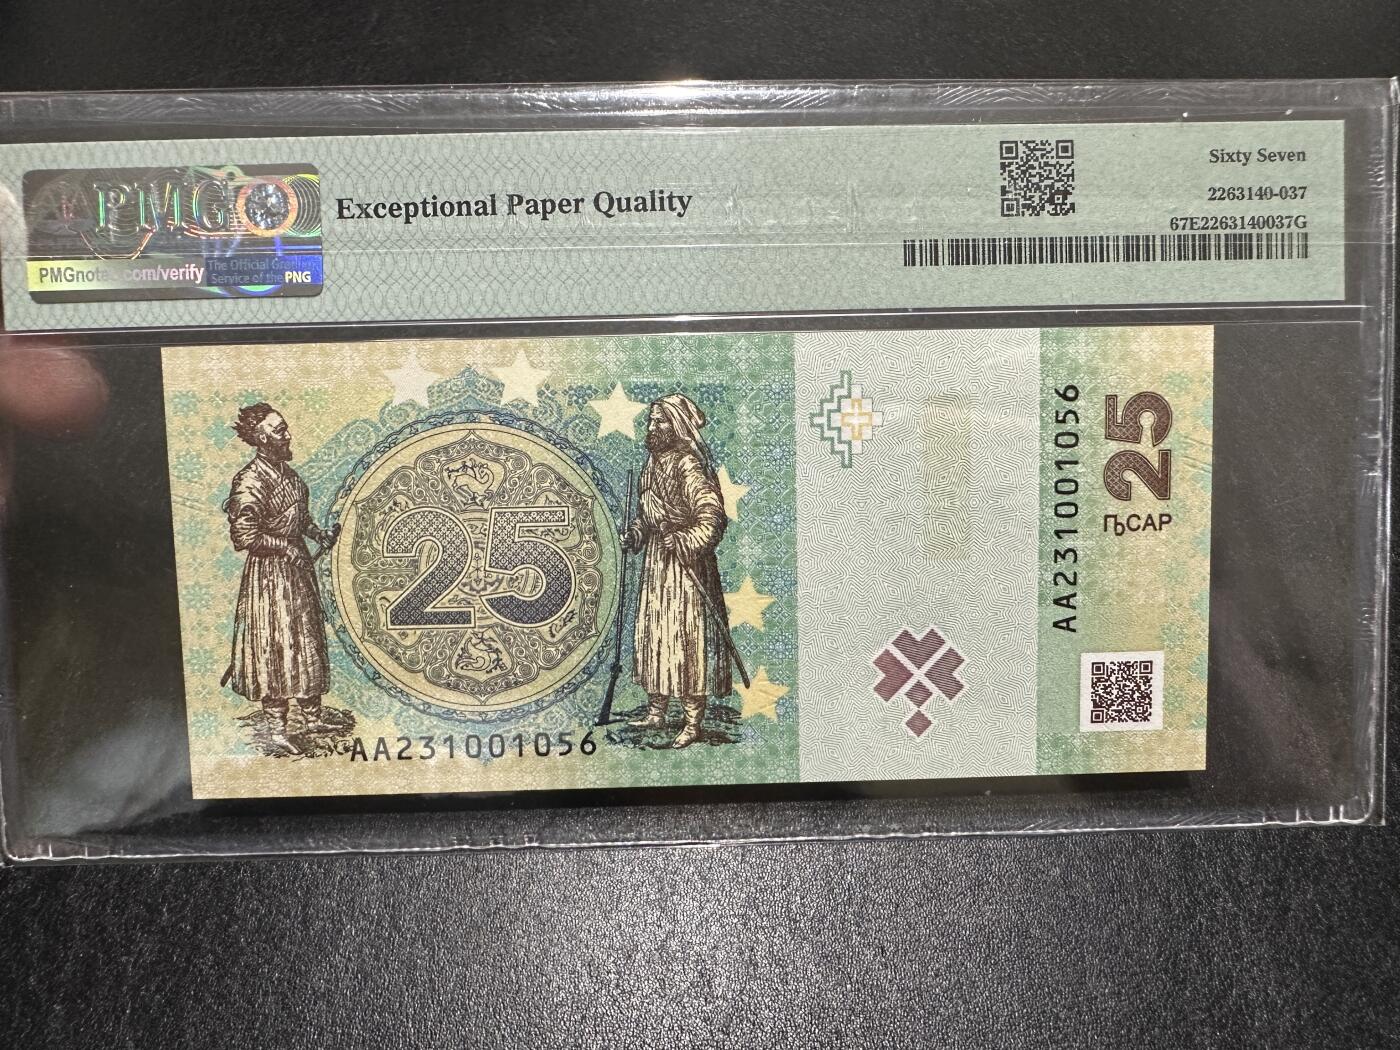 PMG
PMGnotes.com/verify
The Official Grading
Service of the PNG
Exceptional Paper Quality
Sixty Seven
2263140-037
67E2263140037G
25
AA231001056
AA231001056
25
ҦСАР